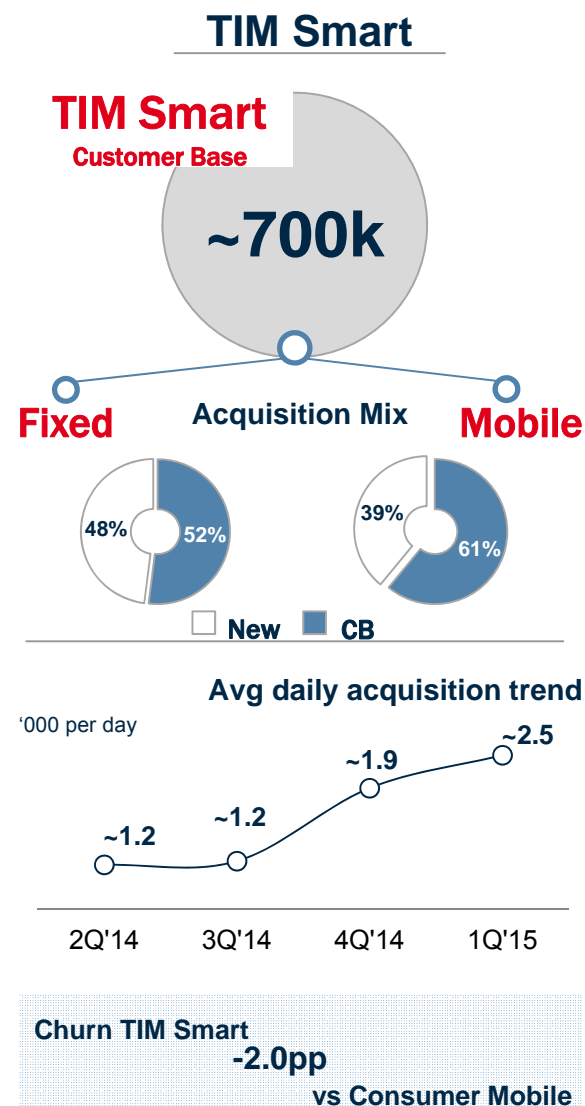 TIM Smart
TIM Smart
Customer Base
~700k
Fixed
Acquisition Mix
Mobile
48%
52%
39%
61%
New
CB
Avg daily acquisition trend
‘000 per day
~1.2
~1.2
~1.9
~2.5
2Q'14
3Q'14
4Q'14
1Q'15
Churn TIM Smart
-2.0pp
vs Consumer Mobile